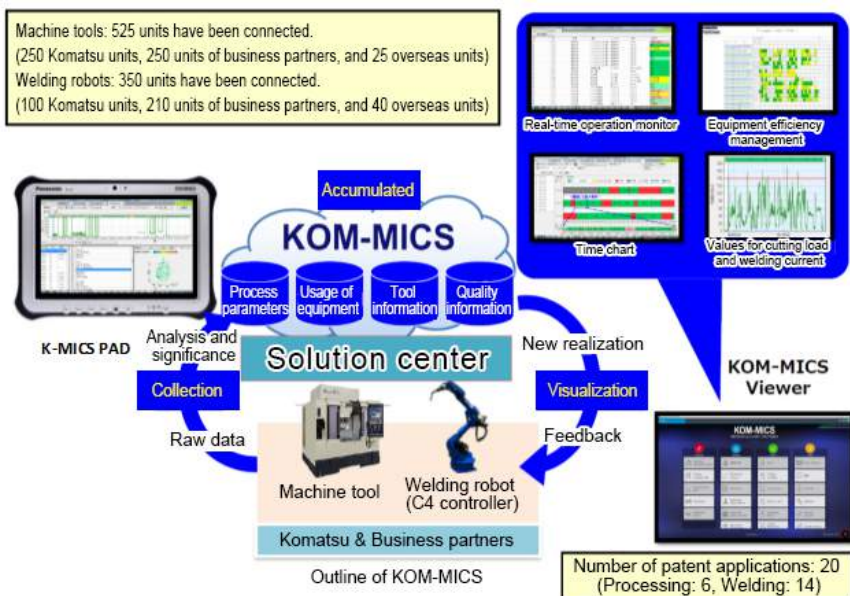 Machine tools: 525 units have been connected.
(250 Komatsu units, 250 units of business partners, and 25 overseas units)
Welding robots: 350 units have been connected.
(100 Komatsu units, 210 units of business partners, and 40 overseas units)
Real-time operation monitor
Equipment efficiency
management
Time chart
Values for cutting load
and welding current
Panasonic
Accumulated
KOM-MICS
Process
parameters
Usage of
equipment
Tool
information
Quality
information
K-MICS PAD
Analysis and
significance
Solution center
New realization
Collection
Visualization
Raw data
Feedback
Machine tool
Welding robot
(C4 controller)
Komatsu & Business partners
Outline of KOM-MICS
KOM-MICS
Viewer
KOM-MICS
Number of patent applications: 20
(Processing: 6, Welding: 14)